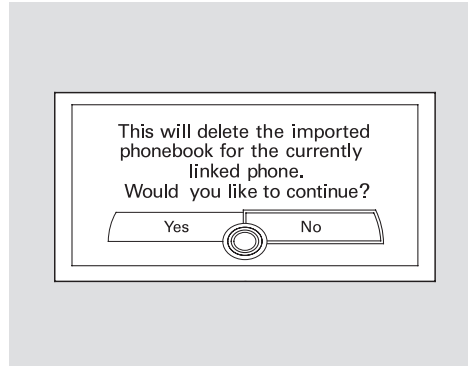 This will delete the imported
phonebook for the currently
linked phone.
Would you like to continue?
Yes No